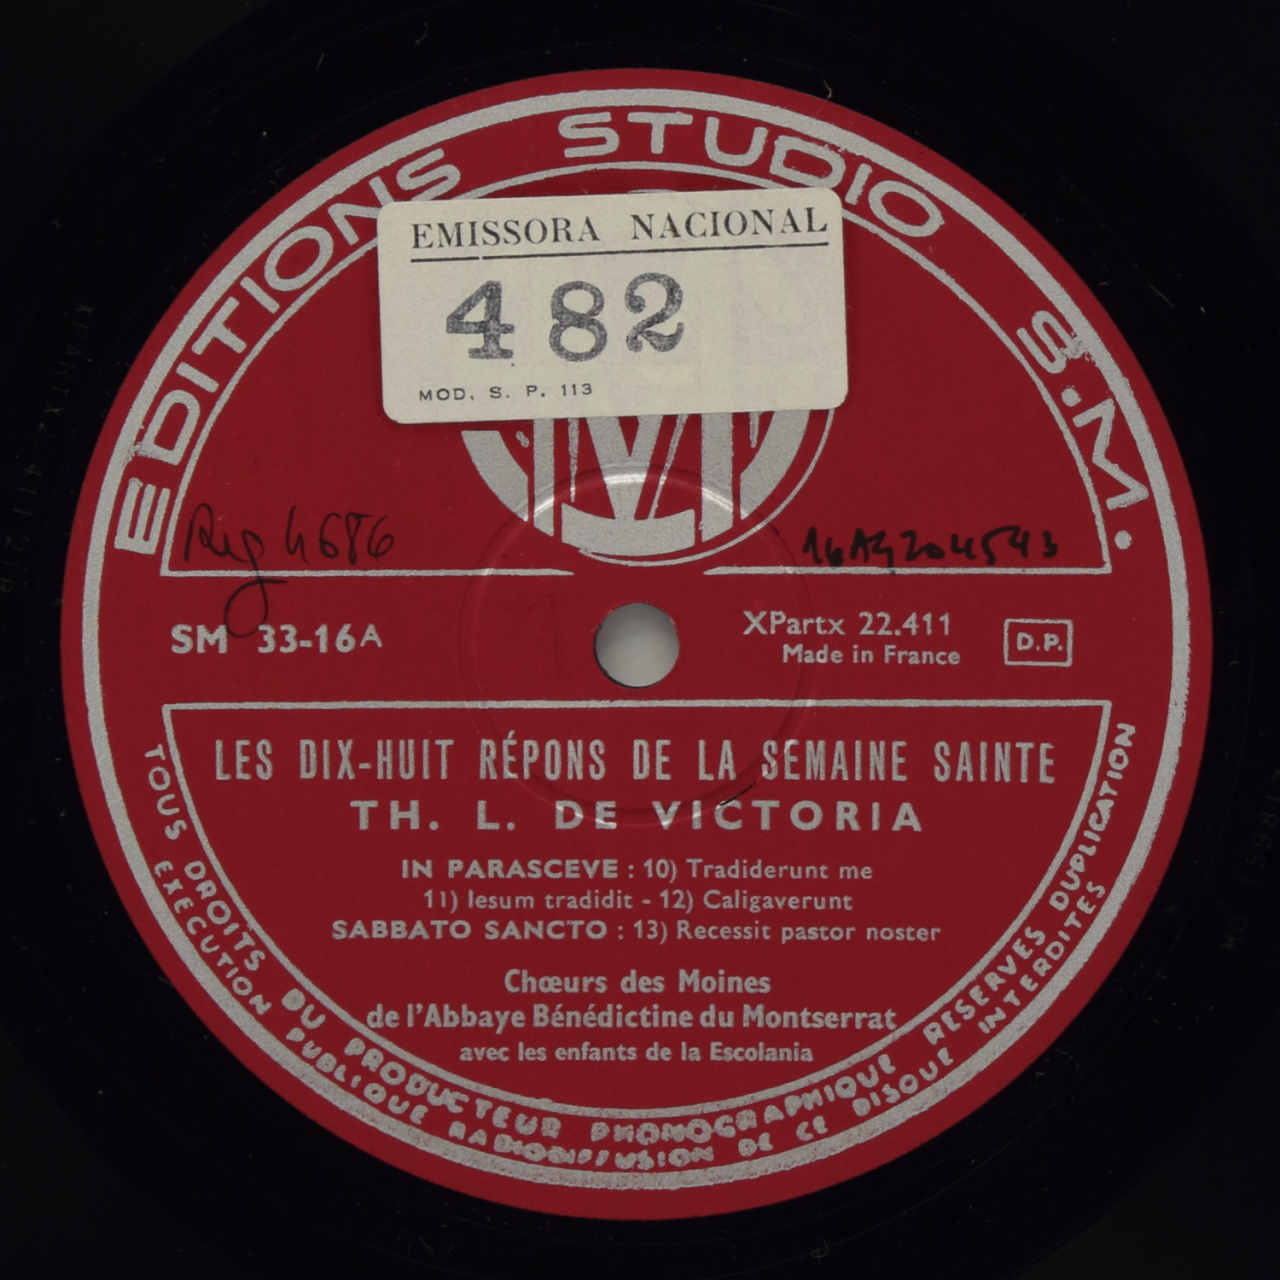 EDITIONS STUDIO S.M.
EMISSORA NACIONAL
482
MOD. S. P. 113
Reg 4686
SM 33-16A
XPartx 22.411
Made in France
D.P.
LES DIX-HUIT RÉPONS DE LA SEMAINE SAINTE
TH. L. DE VICTORIA
IN PARASCEVE : 10) Tradiderunt me
11) Iesum tradidit - 12) Caligaverunt
SABBATO SANCTO : 13) Recessit pastor noster
Chœurs des Moines
de l'Abbaye Bénédictine du Montserrat
avec les enfants de la Escolania
TOUS DROITS DU PRODUCTEUR PHONOGRAPHIQUE RESERVES DUPLICATION
EXECUTION PUBLIQUE RADIODIFFUSION DE CE DISQUE INTERDITES